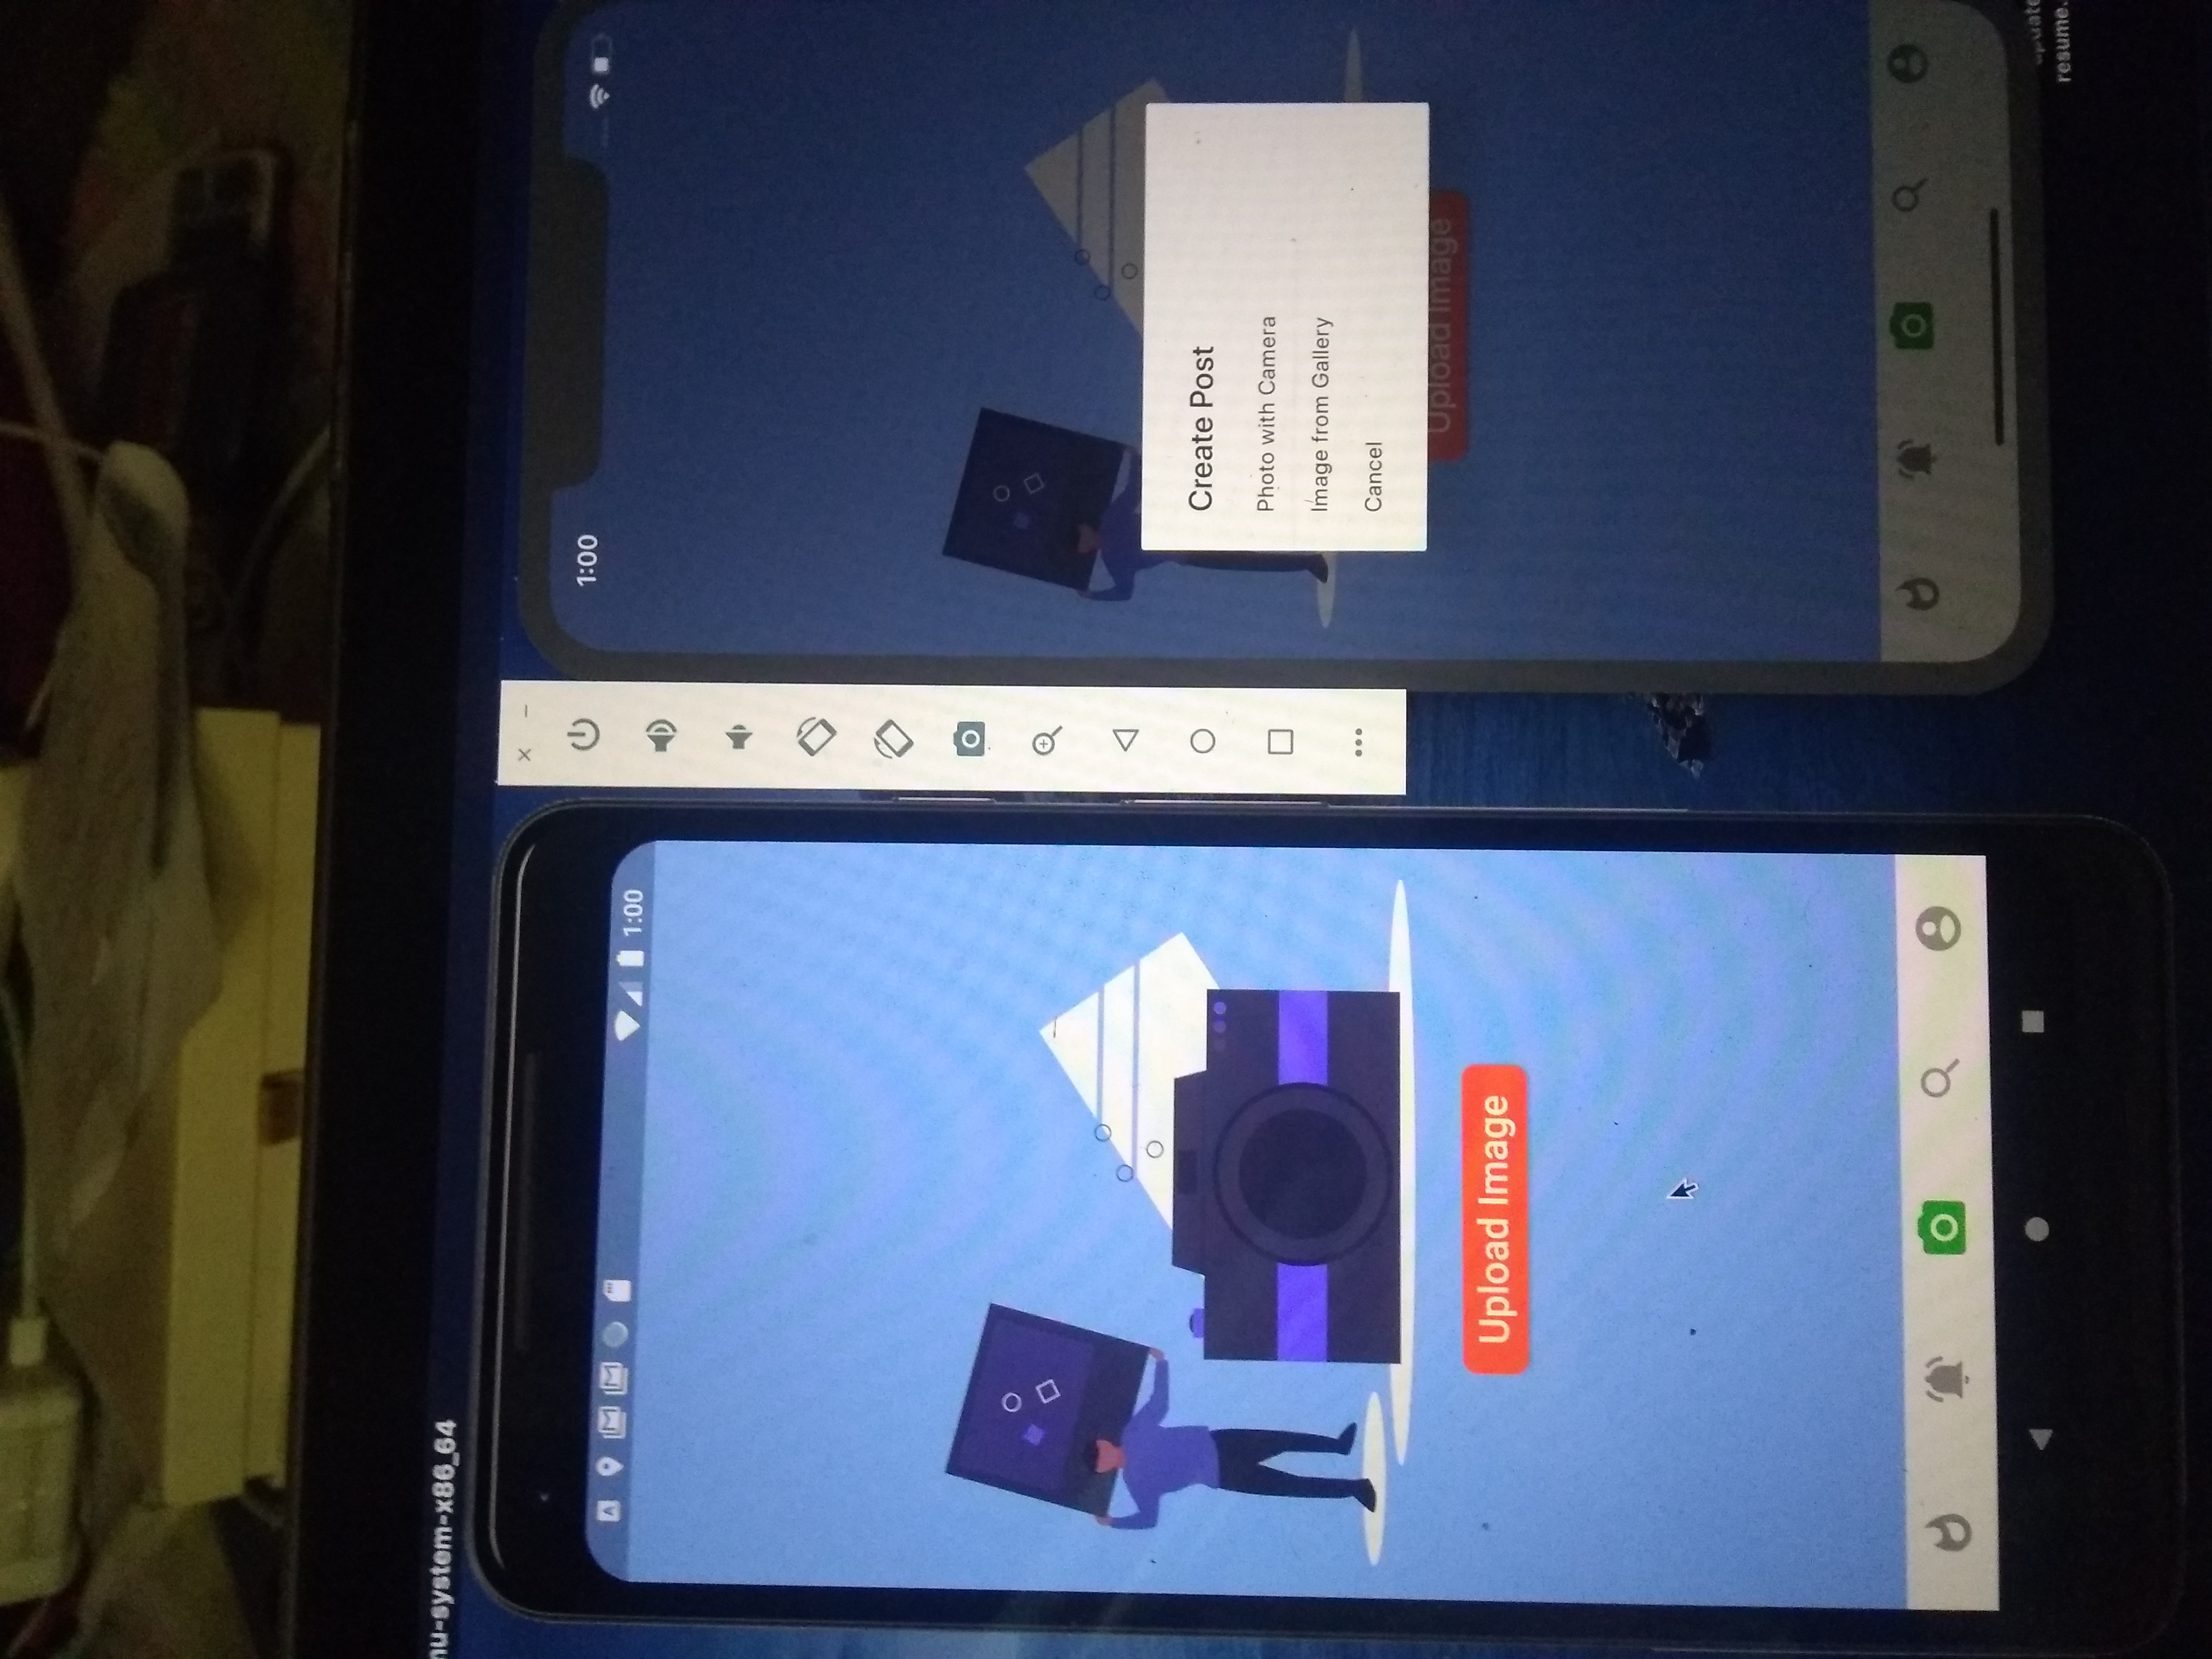 nu-system-x86_64
1:00
Upload Image
1:00
Create Post
Photo with Camera
Image from Gallery
Cancel
Upload Image
resume.